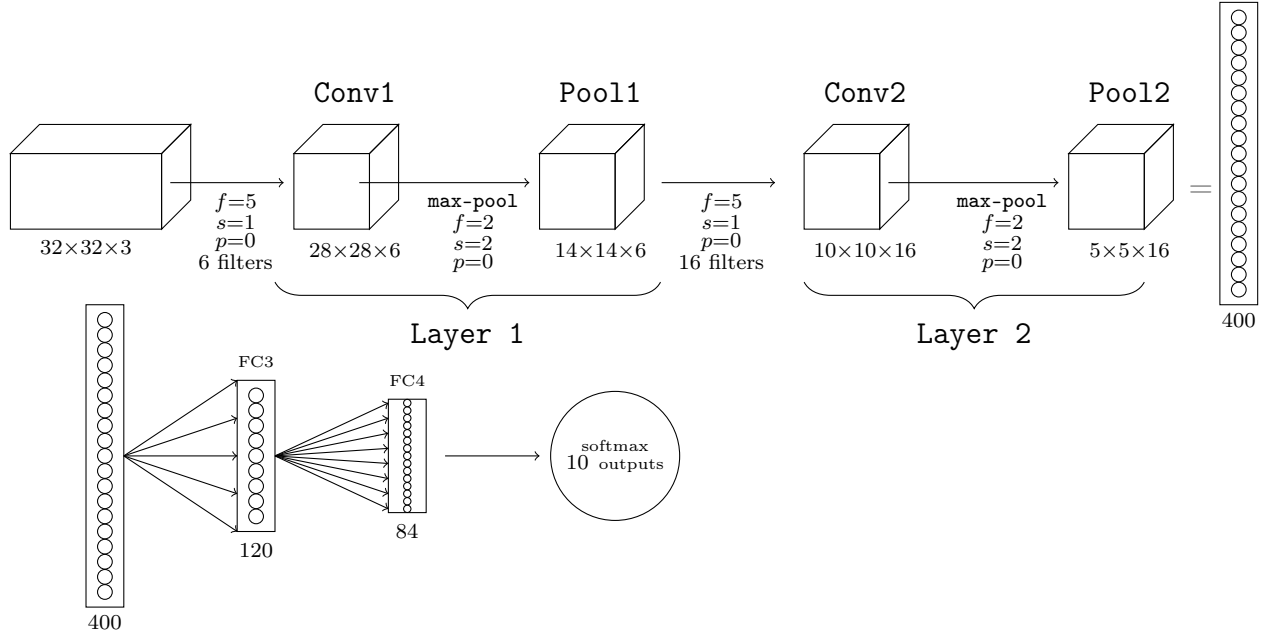 Conv1
Pool1
Conv2
Pool2
f=5
s=1
p=0
6 filters
max-pool
f=2
s=2
p=0
f=5
s=1
p=0
16 filters
max-pool
f=2
s=2
p=0
=
32×32×3
28×28×6
14×14×6
10×10×16
5×5×16
400
Layer 1
Layer 2
FC3
FC4
softmax
10 outputs
84
120
400